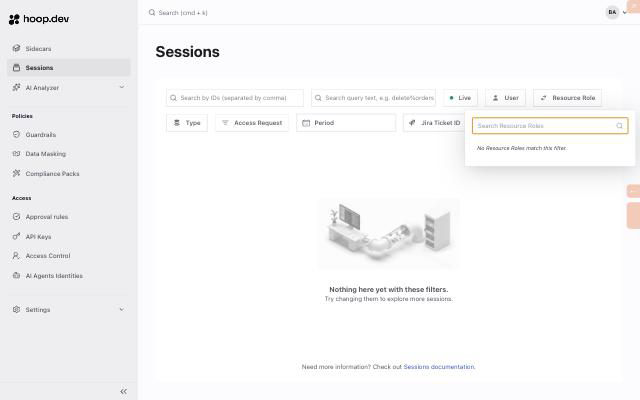 hoop.dev
Search (cmd + k)
BA
Sidecars
Sessions
AI Analyzer
Policies
Guardrails
Data Masking
Compliance Packs
Access
Approval rules
API Keys
Access Control
AI Agents Identities
Settings
Sessions
Search by IDs (separated by comma)
Search query text, e.g. delete%orders
Live
User
Resource Role
Type
Access Request
Period
Jira Ticket ID
Search Resource Roles
No Resource Roles match this filter.
Nothing here yet with these filters.
Try changing them to explore more sessions.
Need more information? Check out Sessions documentation.